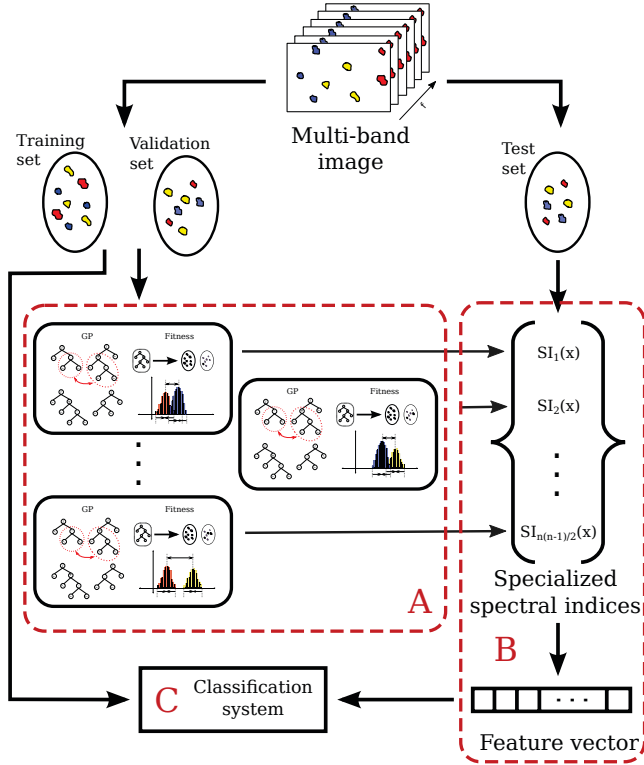 f
Multi-band
image
Training
set
Validation
set
Test
set
GP Fitness
GP Fitness
GP Fitness
A
SI1(x)
SI2(x)
SIn(n-1)/2(x)
Specialized
spectral indices
B
Feature vector
C Classification
system